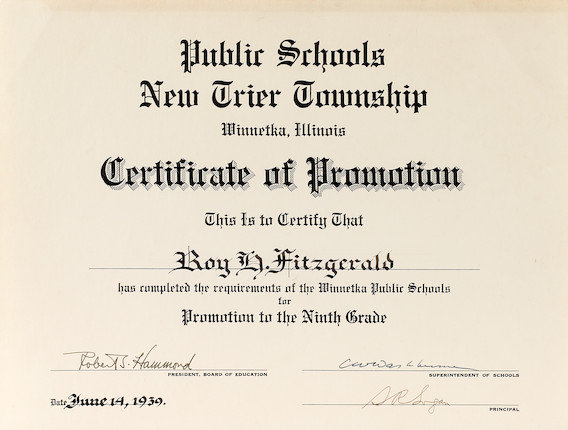 Public Schools
New Trier Township
Winnetka, Illinois
Certificate of Promotion
This Is to Certify That
Roy H. Fitzgerald
has completed the requirements of the Winnetka Public Schools
for
Promotion to the Ninth Grade
Robert S. Hammond
PRESIDENT, BOARD OF EDUCATION
SUPERINTENDENT OF SCHOOLS
Date June 14, 1939.
S R Logan
PRINCIPAL